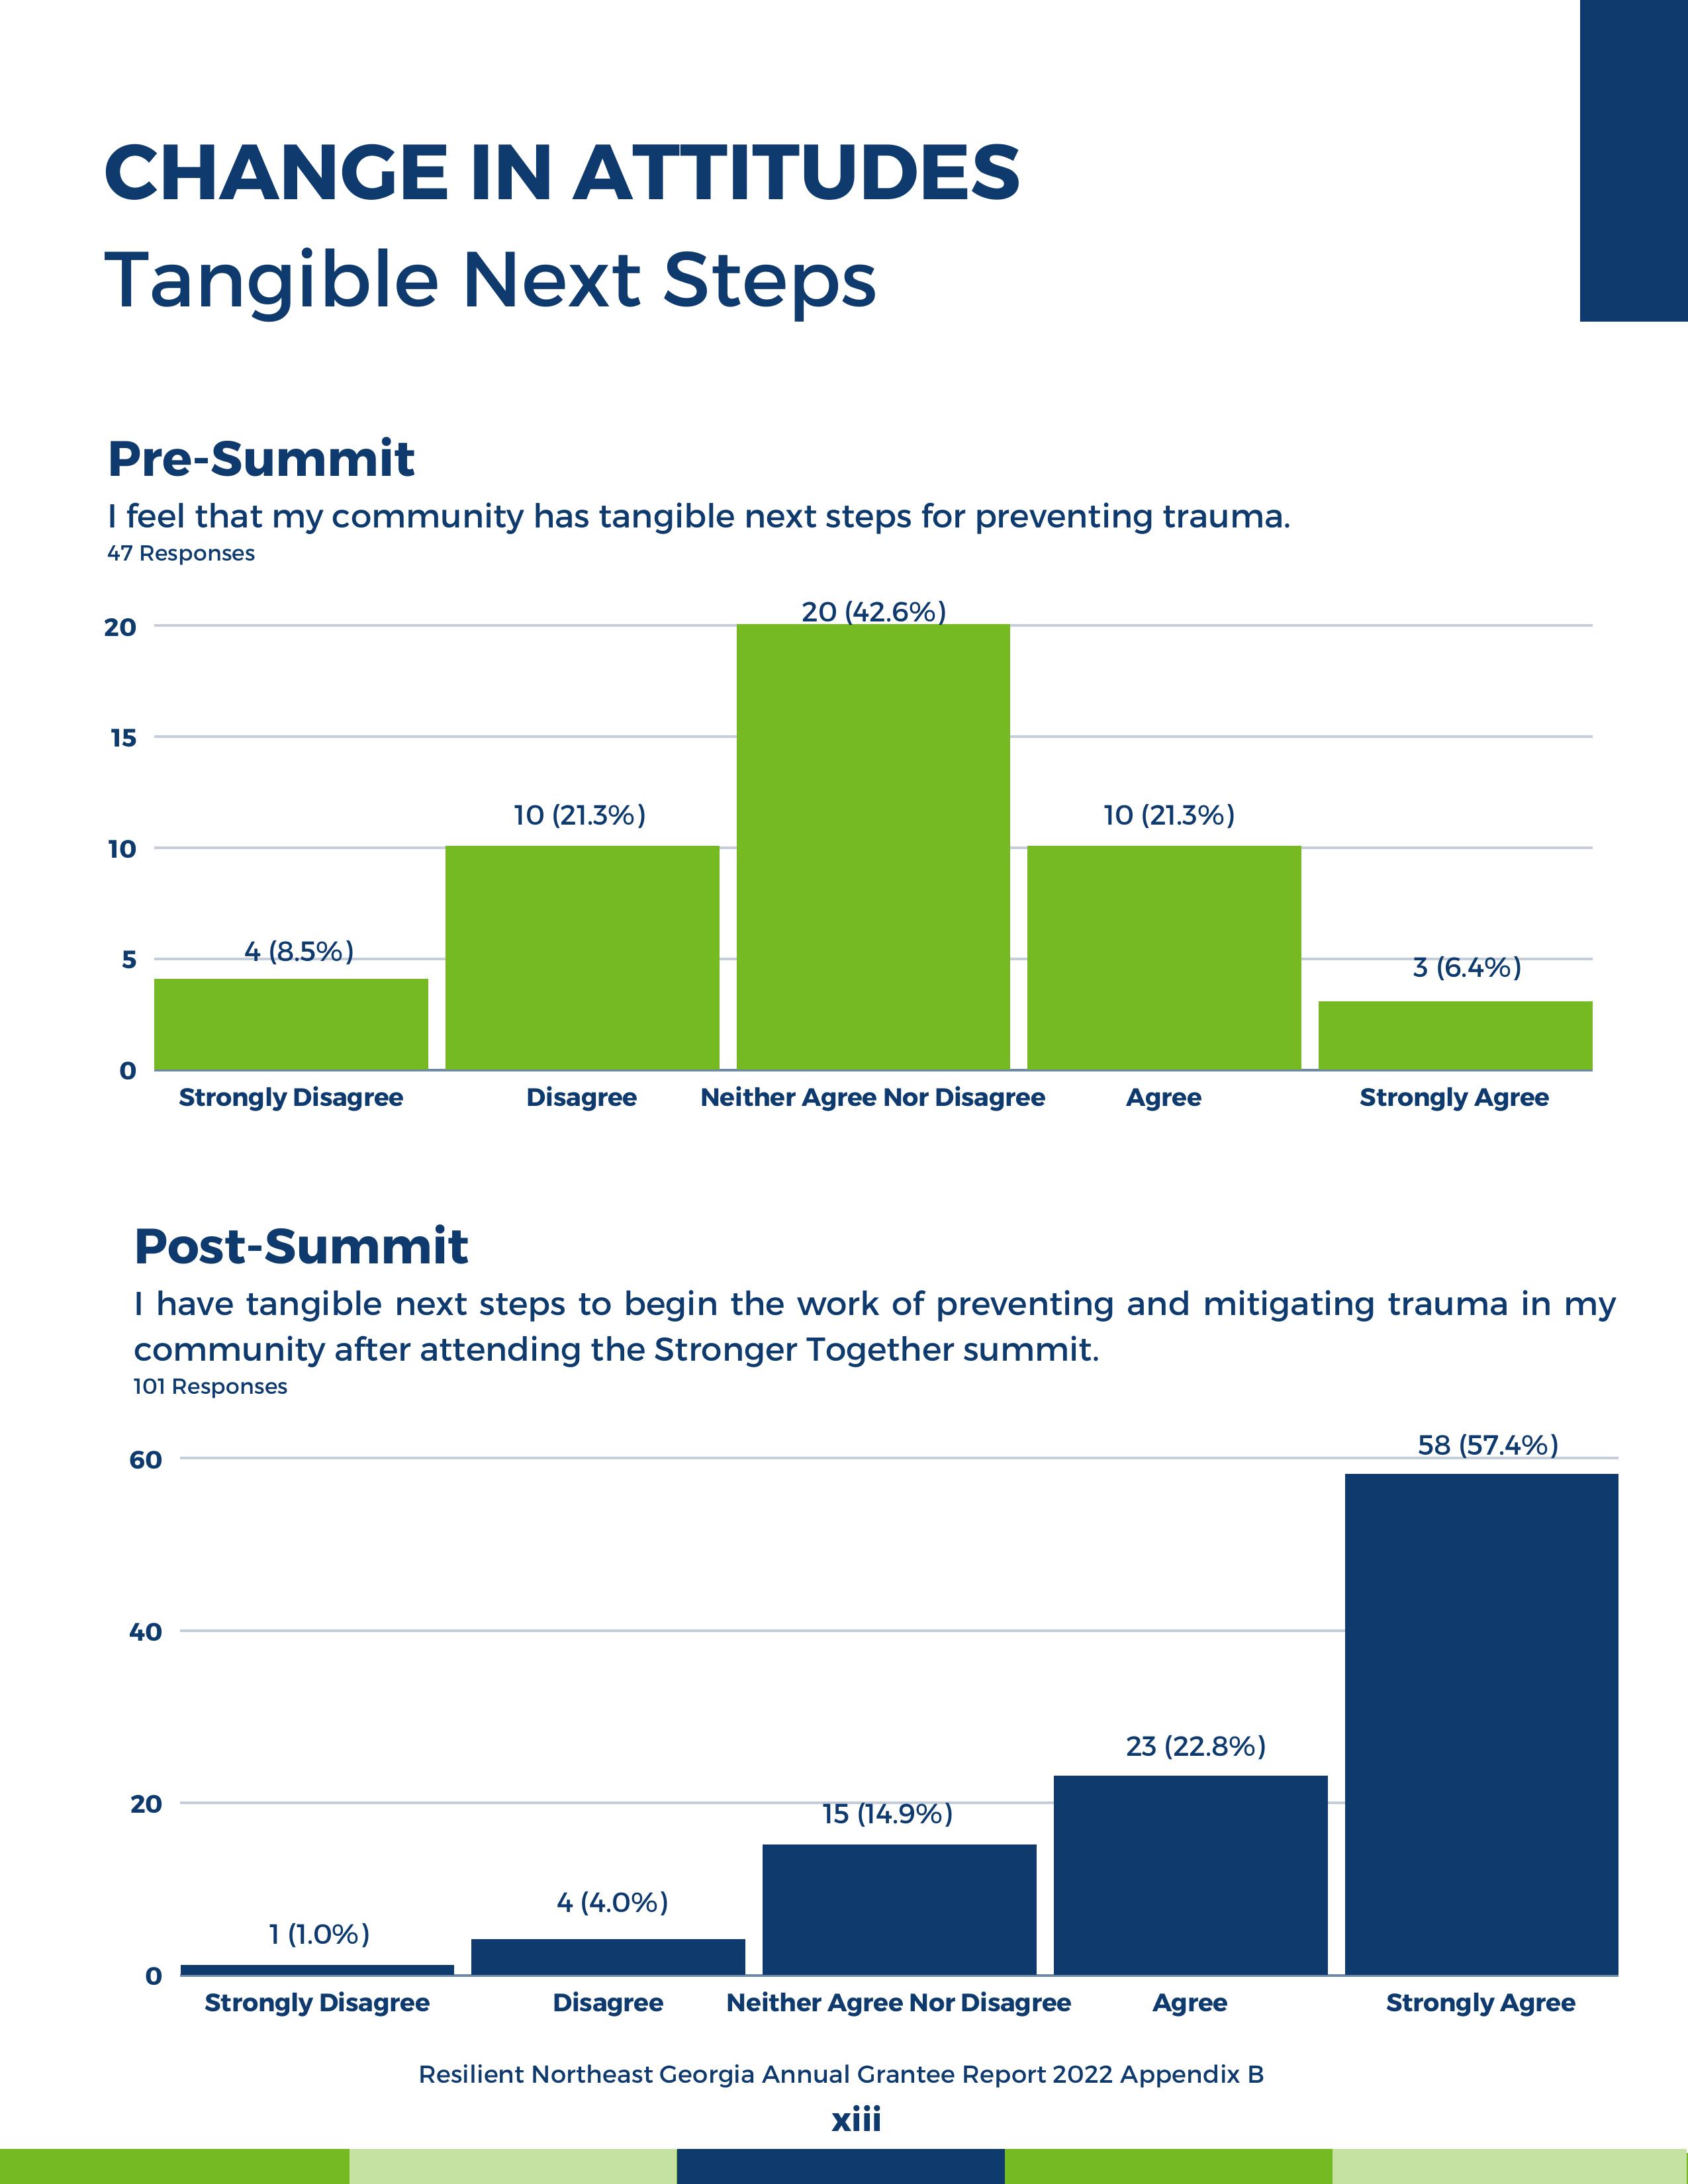 CHANGE IN ATTITUDES
Tangible Next Steps
Pre-Summit
I feel that my community has tangible next steps for preventing trauma.
47 Responses
20 (42.6%)
20
15
10 (21.3%)
10 (21.3%)
10
4 (8.5%)
5
3 (6.4%)
0
Strongly Disagree
Disagree
Neither Agree Nor Disagree
Agree
Strongly Agree
Post-Summit
I have tangible next steps to begin the work of preventing and mitigating trauma in my
community after attending the Stronger Together summit.
101 Responses
58 (57.4%)
60
40
23 (22.8%)
20
15 (14.9%)
4 (4.0%)
1 (1.0%)
0
Strongly Disagree
Disagree
Neither Agree Nor Disagree
Agree
Strongly Agree
Resilient Northeast Georgia Annual Grantee Report 2022 Appendix B
xiii